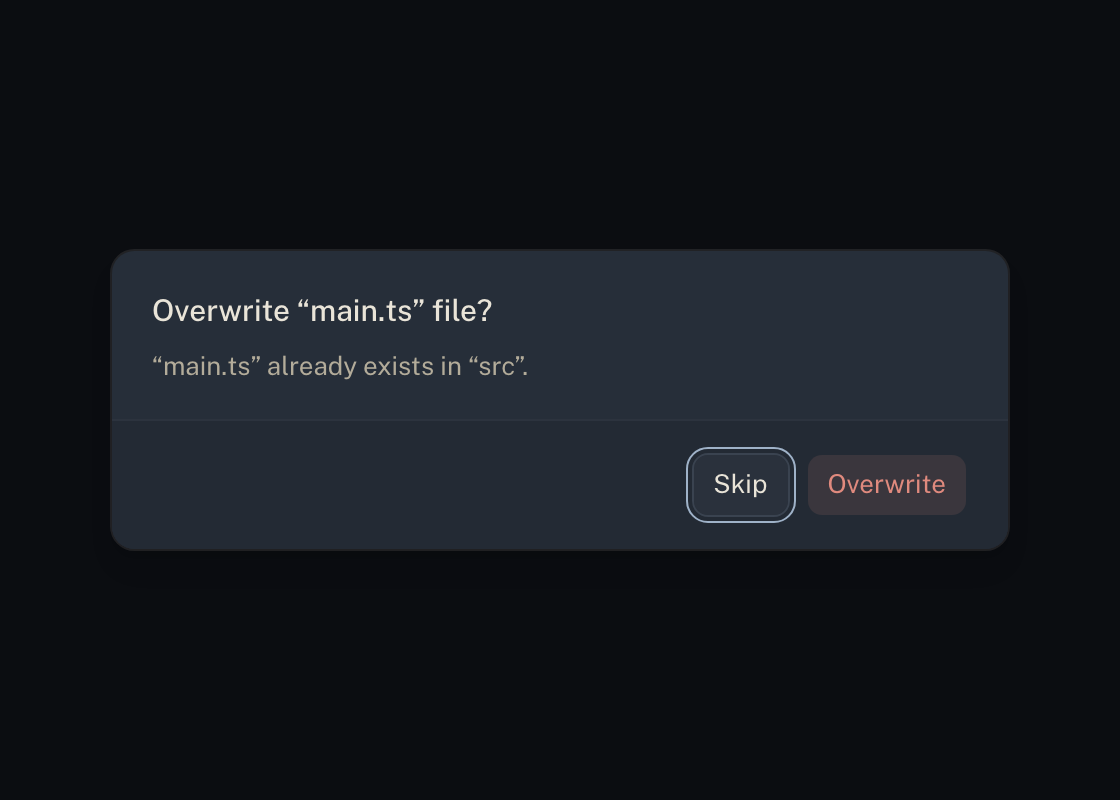 Overwrite “main.ts” file?
“main.ts” already exists in “src”.
Skip
Overwrite